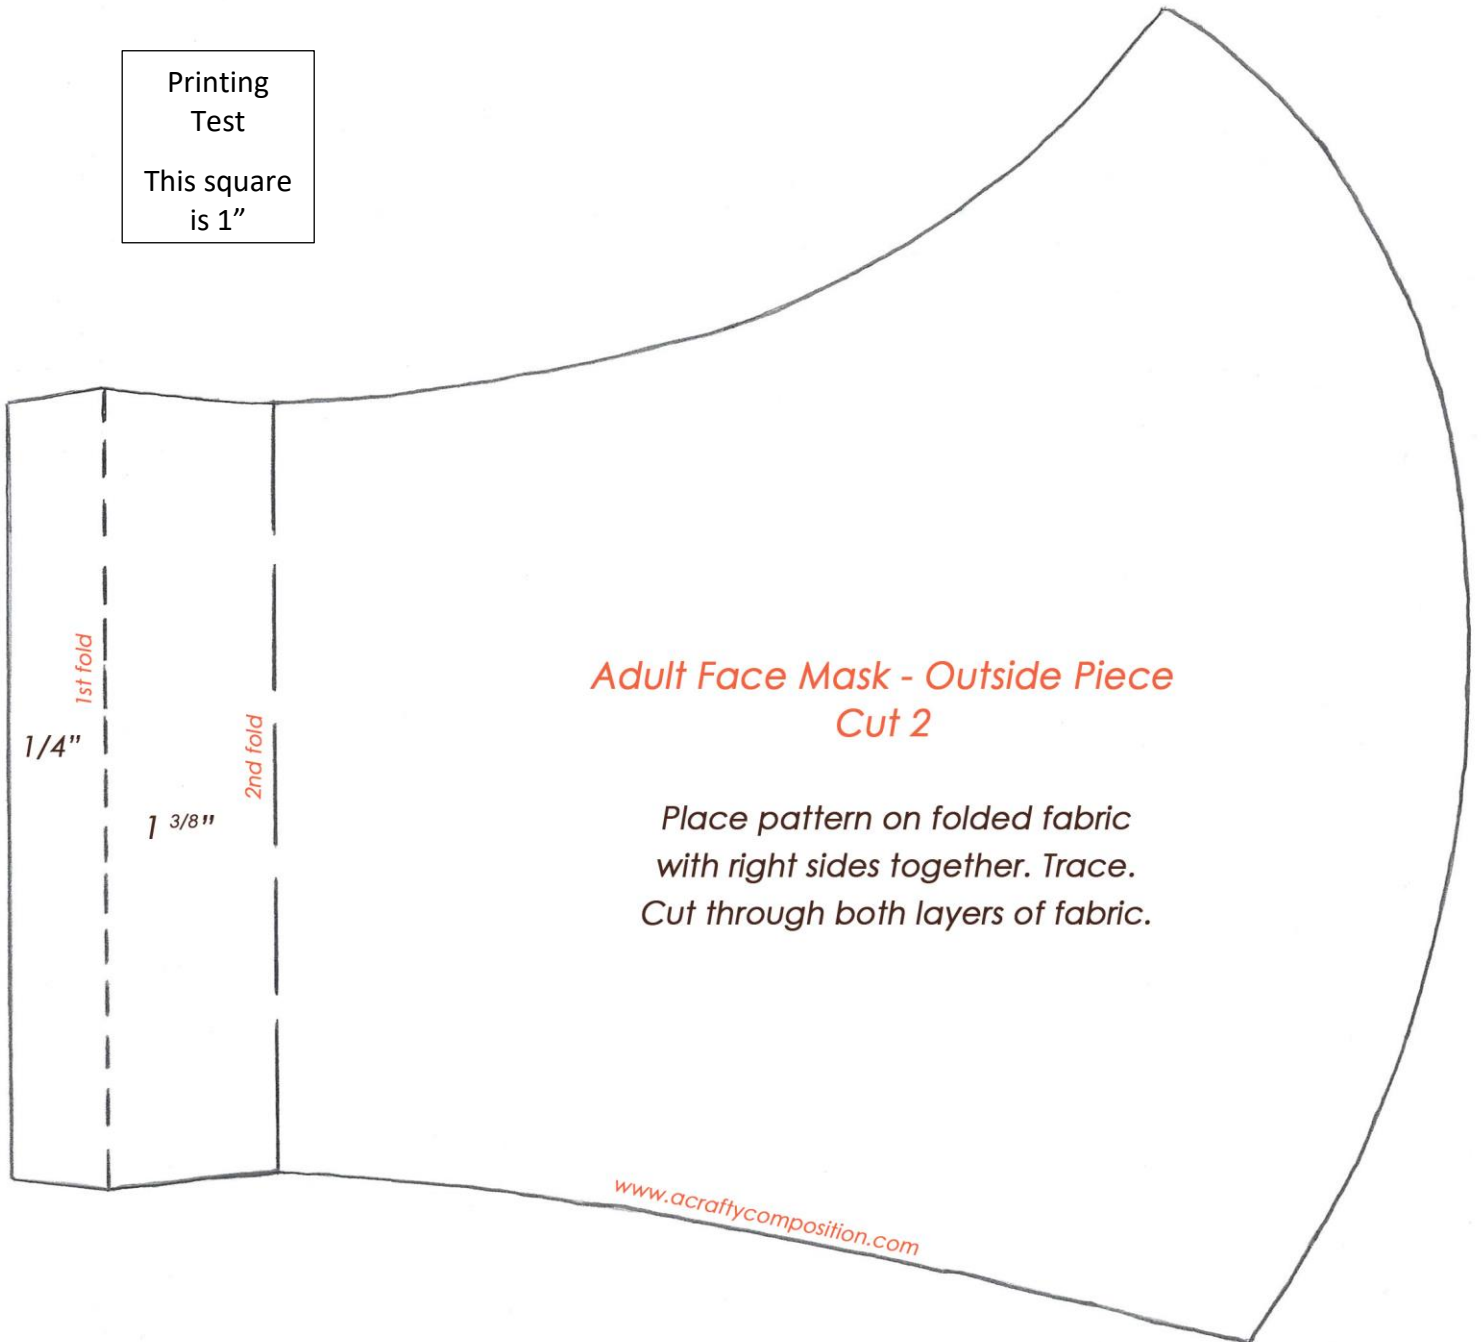 Printing
Test
This square
is 1”
1st fold
1/4”
2nd fold
1 3/8”
Adult Face Mask - Outside Piece
Cut 2
Place pattern on folded fabric
with right sides together. Trace.
Cut through both layers of fabric.
www.acraftycomposition.com